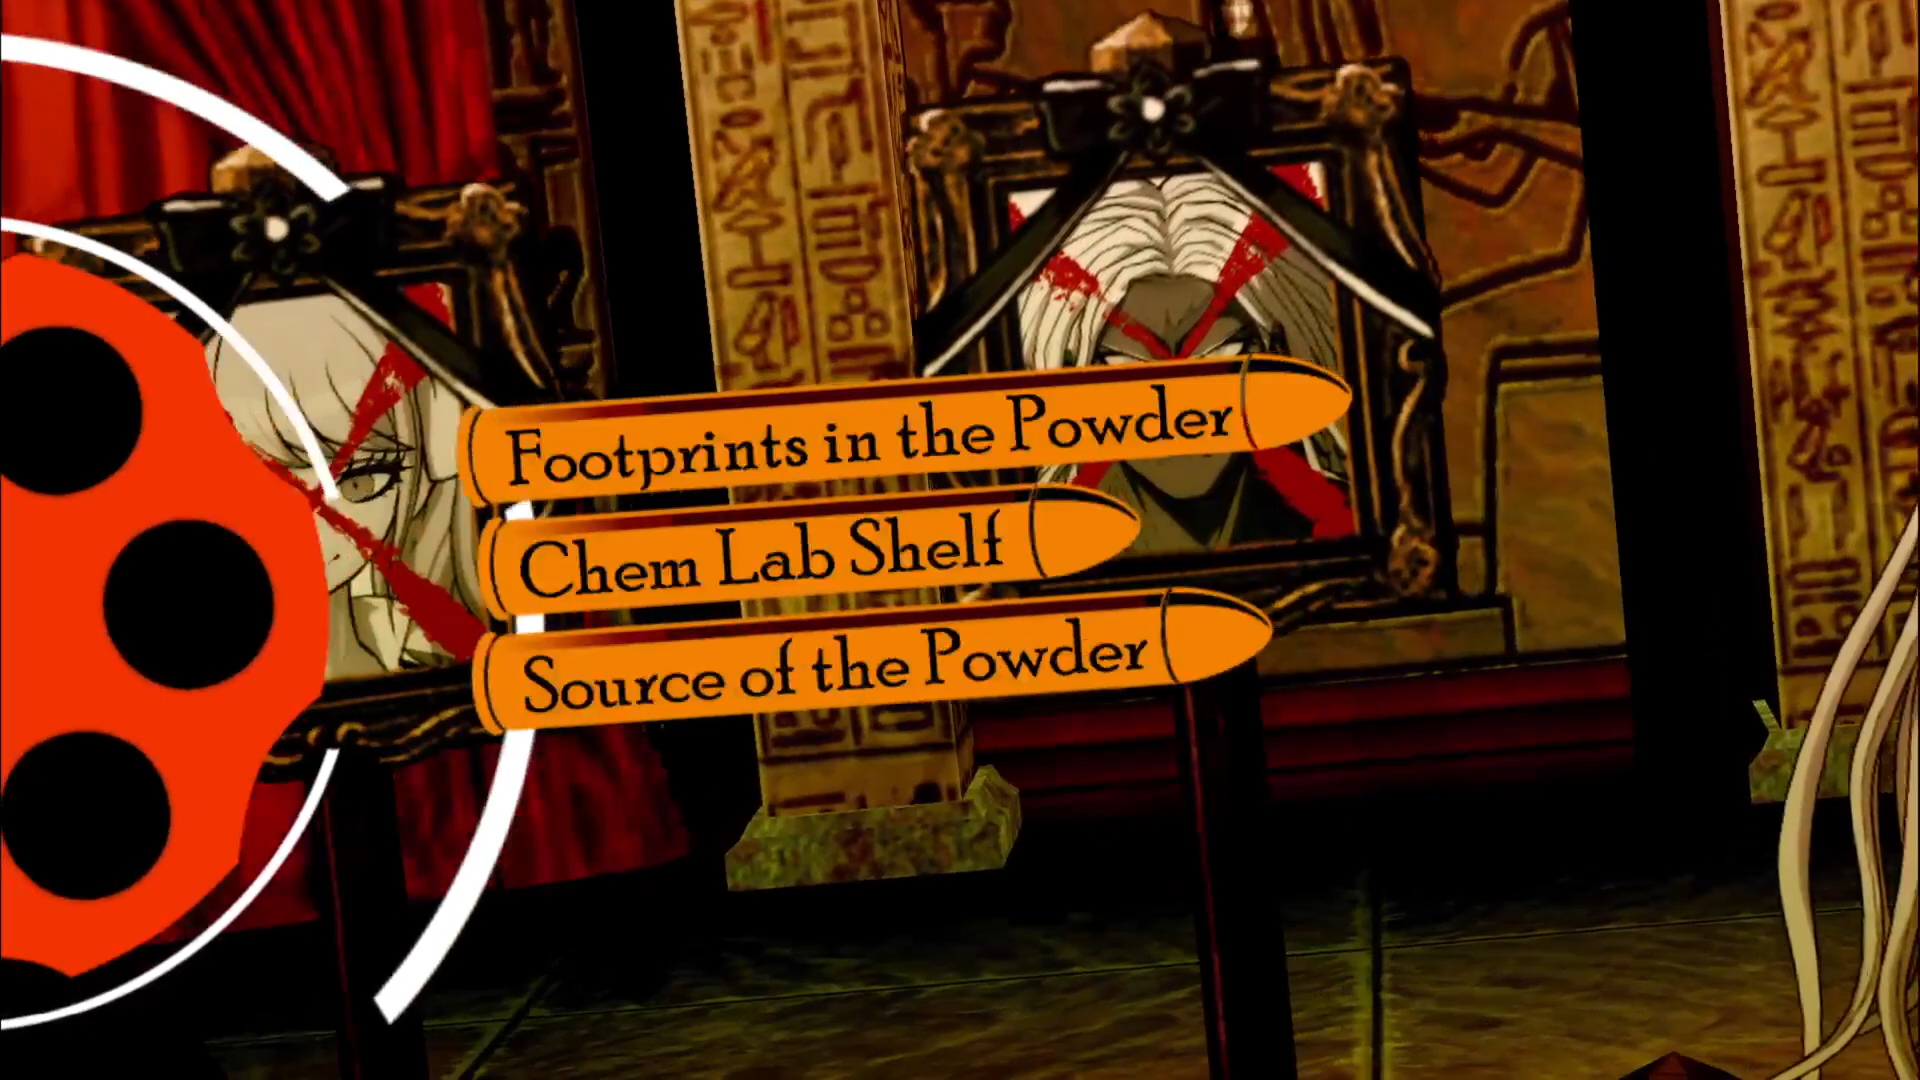 Footprints in the Powder
Chem Lab Shelf
Source of the Powder